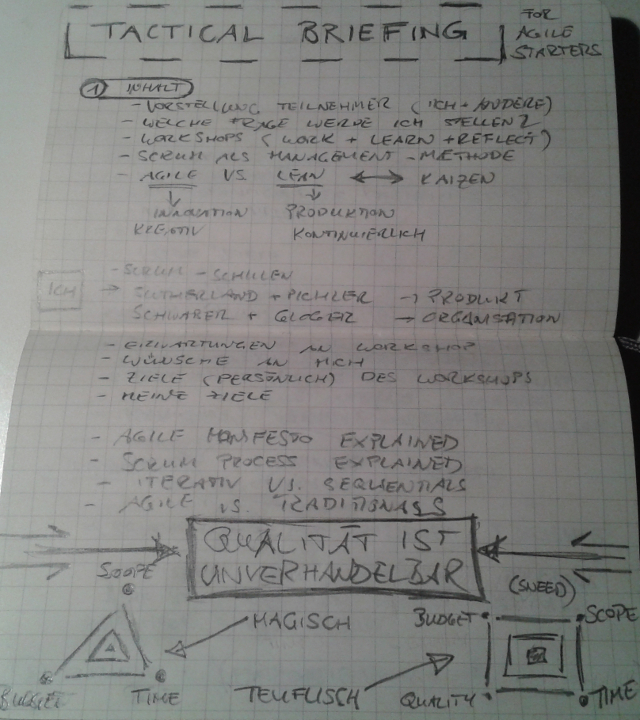 TACTICAL BRIEFING
FOR
AGILE
STARTERS
1 INHALT
- VORSTELLUNG TEILNEHMER (ICH + ANDERE)
- WELCHE FRAGE WERDE ICH STELLEN?
- WORKSHOPS (WORK + LEARN + REFLECT)
- SCRUM ALS MANAGEMENT-METHODE
- AGILE VS LEAN ↔ KAIZEN
INNOVATION PRODUKTION
KREATIV KONTINUIERLICH
- SCRUM-SCHULEN
ICH → SUTHERLAND + PICHLER → PRODUKT
SCHWABER + GLOGER → ORGANISATION
- ERWARTUNGEN AN WORKSHOP
- WÜNSCHE AN MICH
- ZIELE (PERSÖNLICH) DES WORKSHOPS
- MEINE ZIELE
- AGILE MANIFESTO EXPLAINED
- SCRUM PROCESS EXPLAINED
- ITERATIV VS. SEQUENTIALS
- AGILE VS. TRADITIONALS
QUALITÄT IST
UNVERHANDELBAR
SCOPE
MAGISCH
BUDGET TIME
(SNEED)
BUDGET SCOPE
TEUFLISCH
QUALITY TIME